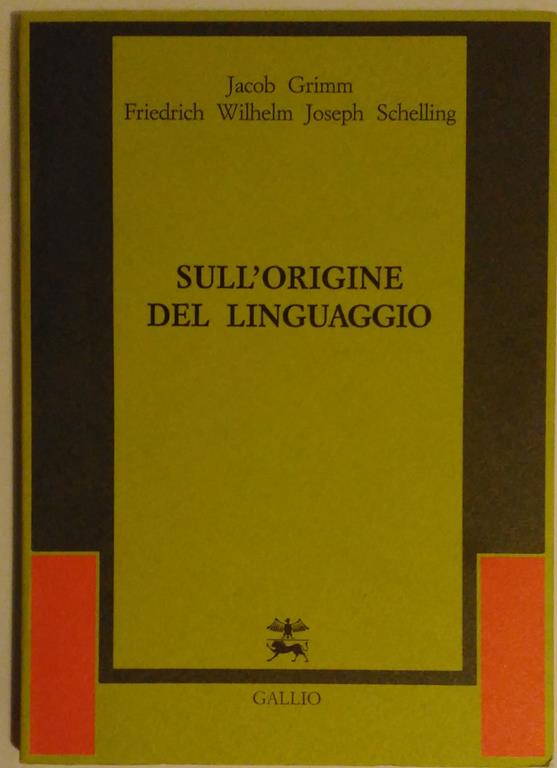 Jacob Grimm
Friedrich Wilhelm Joseph Schelling
SULL'ORIGINE
DEL LINGUAGGIO
GALLIO